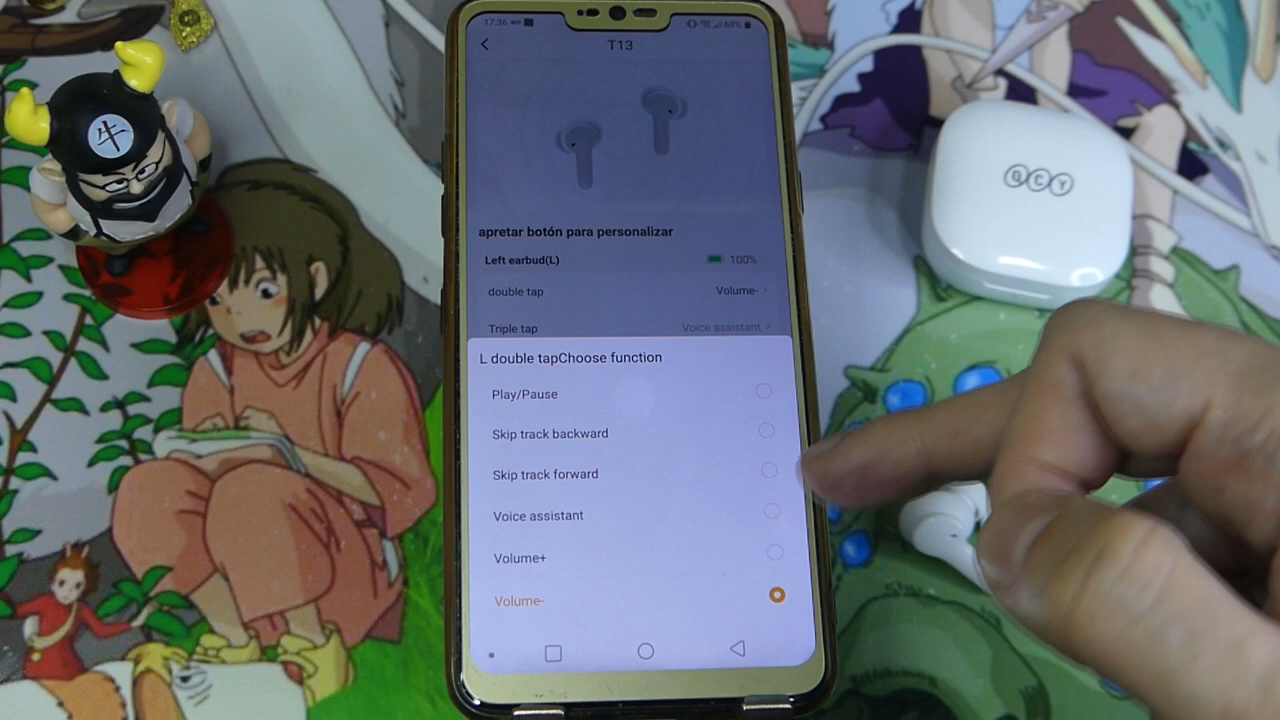 17:36
68%
T13
apretar botón para personalizar
Left earbud(L)
100%
double tap
Volume-
Triple tap
Voice assistant
L double tapChoose function
Play/Pause
Skip track backward
Skip track forward
Voice assistant
Volume+
Volume-
牛
QCY